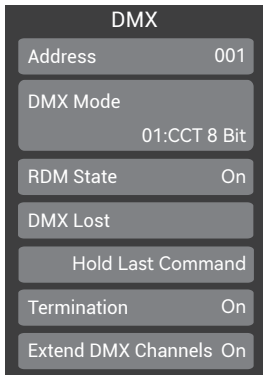 DMX
Address 001
DMX Mode
01:CCT 8 Bit
RDM State On
DMX Lost
Hold Last Command
Termination On
Extend DMX Channels On